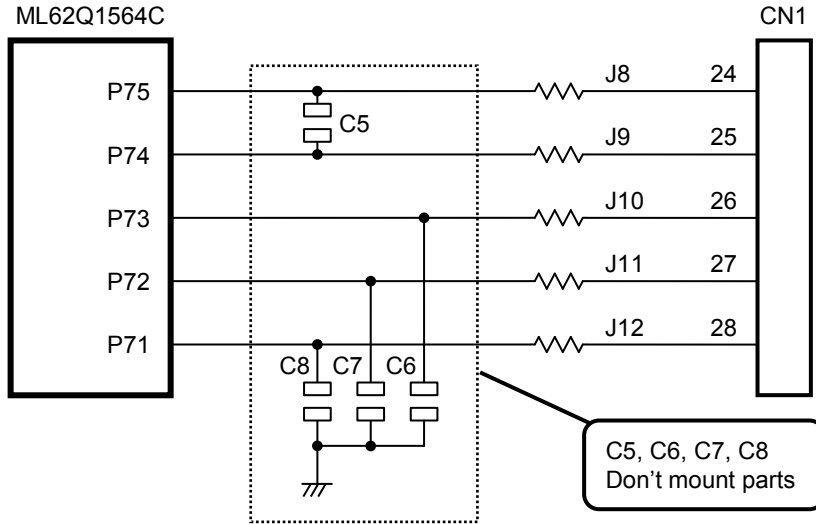 ML62Q1564C
CN1
P75
J8
24
C5
P74
J9
25
P73
J10
26
P72
J11
27
P71
J12
28
C8
C7
C6
C5, C6, C7, C8
Don't mount parts